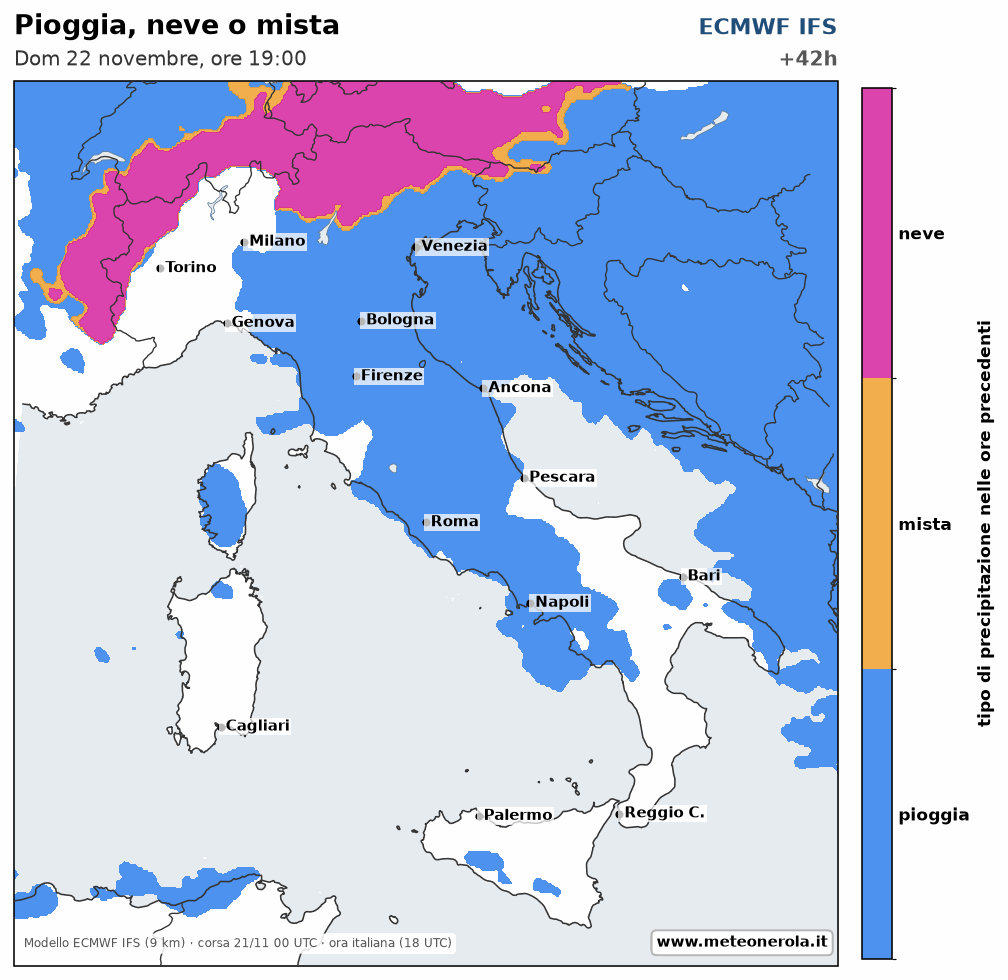 Pioggia, neve o mista
ECMWF IFS
Dom 22 novembre, ore 19:00
+42h
Milano
Venezia
Torino
Genova
Bologna
Firenze
Ancona
Pescara
Roma
Bari
Napoli
Cagliari
Palermo
Reggio C.
neve
mista
pioggia
tipo di precipitazione nelle ore precedenti
Modello ECMWF IFS (9 km) · corsa 21/11 00 UTC · ora italiana (18 UTC)
www.meteonerola.it